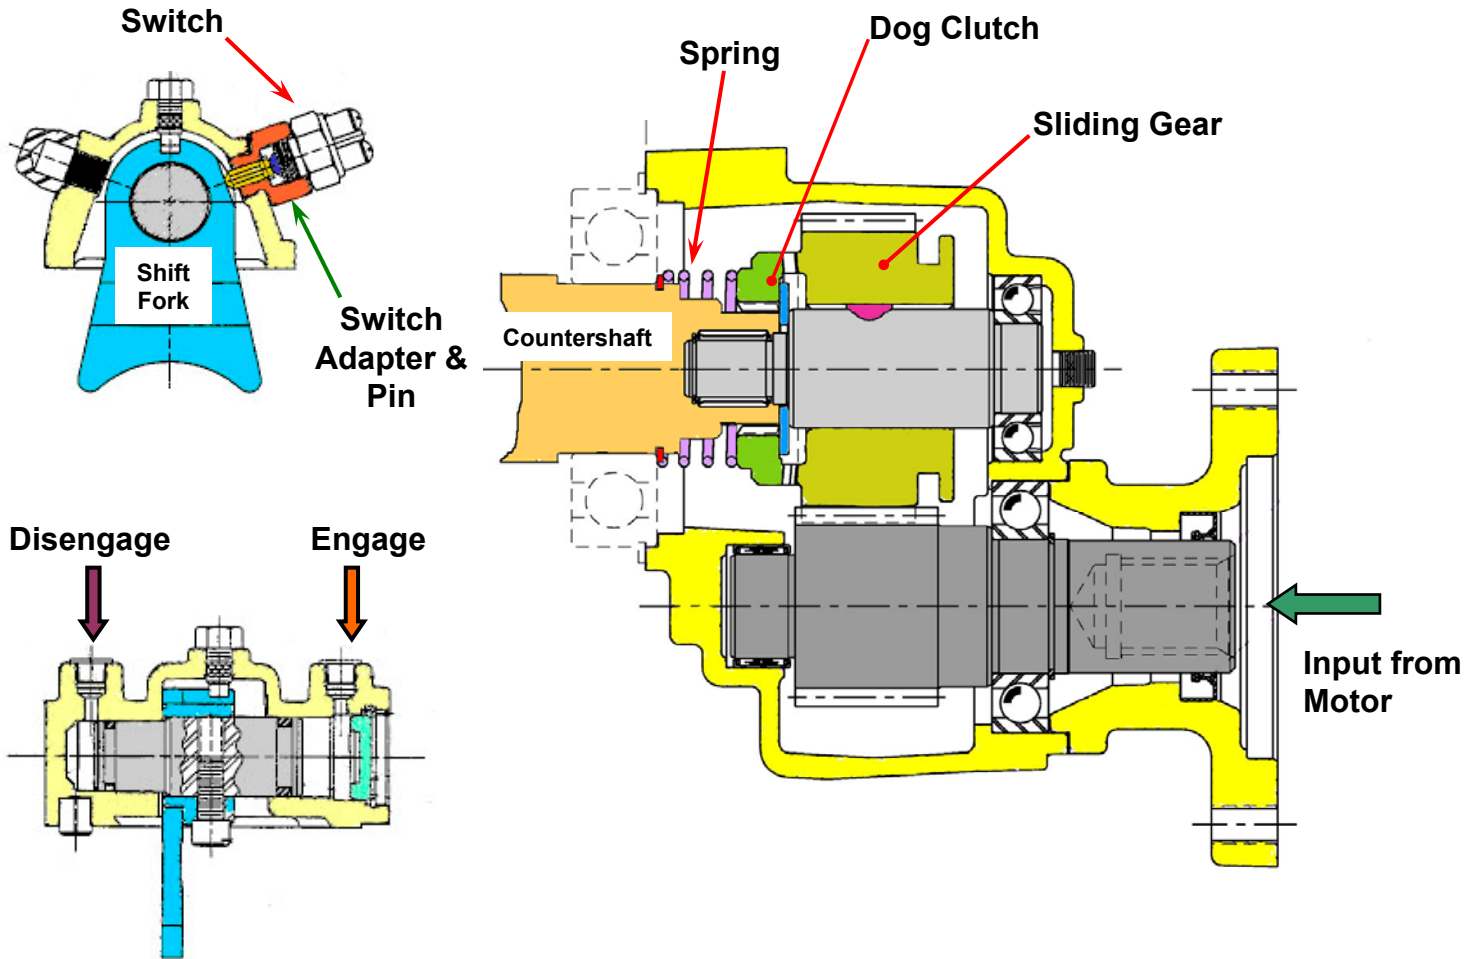 Switch
Spring
Dog Clutch
Sliding Gear
Shift
Fork
Countershaft
Switch
Adapter &
Pin
Disengage
Engage
Input from
Motor